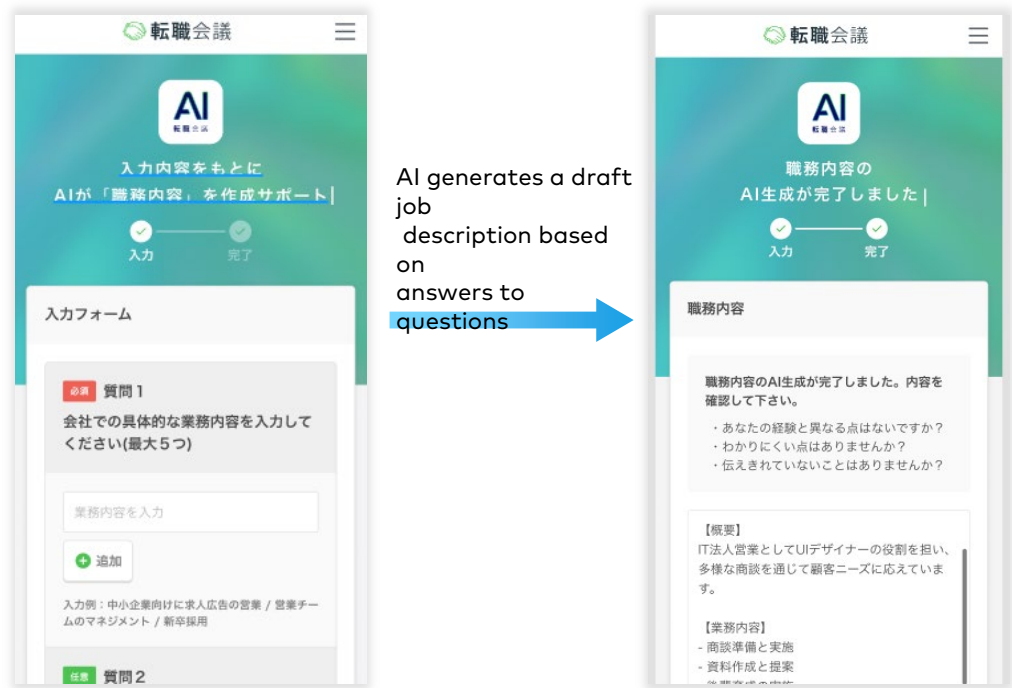 転職会議
AI
転職会議
入力内容をもとに
AIが「職務内容」を作成サポート
入力
完了
入力フォーム
必須 質問1
会社での具体的な業務内容を入力して
ください(最大5つ)
業務内容を入力
追加
入力例：中小企業向けに求人広告の営業 / 営業チー
ムのマネジメント / 新卒採用
任意 質問2
AI generates a draft
job
description based
on
answers to
questions
転職会議
AI
転職会議
職務内容の
AI生成が完了しました
入力
完了
職務内容
職務内容のAI生成が完了しました。内容を
確認して下さい。
・あなたの経験と異なる点はないですか？
・わかりにくい点はありませんか？
・伝えきれていないことはありませんか？
【概要】
IT法人営業としてUIデザイナーの役割を担い、
多様な商談を通じて顧客ニーズに応えていま
す。
【業務内容】
- 商談準備と実施
- 資料作成と提案